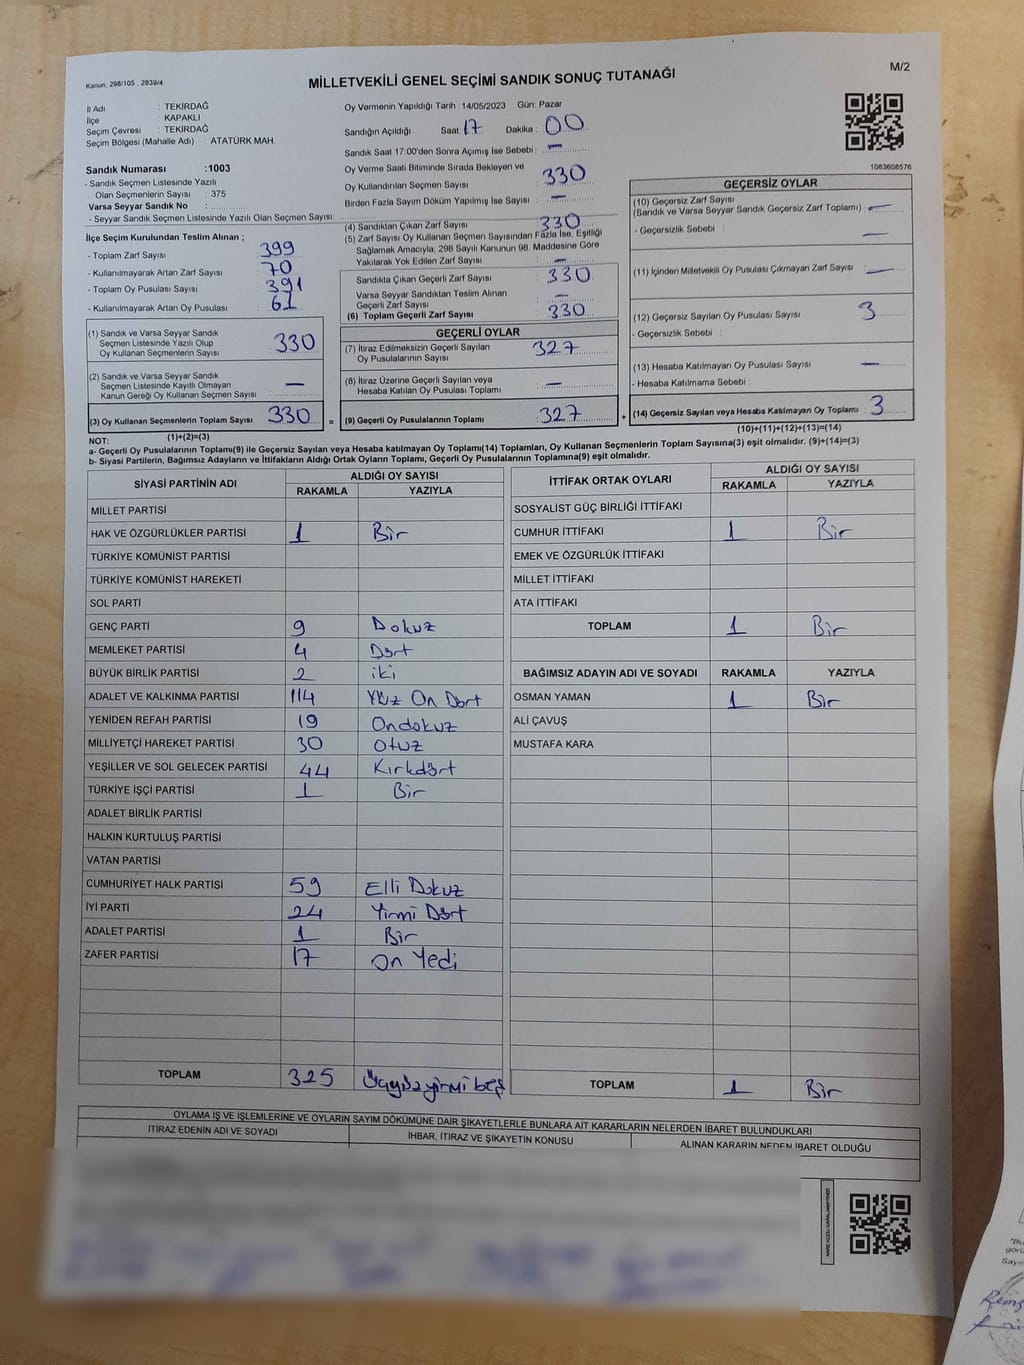 Kanun, 298/105 , 2839/4
MİLLETVEKİLİ GENEL SEÇİMİ SANDIK SONUÇ TUTANAĞI
M/2
İl Adı : TEKİRDAĞ
İlçe : KAPAKLI
Seçim Çevresi : TEKİRDAĞ
Seçim Bölgesi (Mahalle Adı) : ATATÜRK MAH.
Sandık Numarası :1003
- Sandık Seçmen Listesinde Yazılı
Olan Seçmenlerin Sayısı : 375
Varsa Seyyar Sandık No :
- Seyyar Sandık Seçmen Listesinde Yazılı Olan Seçmen Sayısı:
İlçe Seçim Kurulundan Teslim Alınan ;
- Toplam Zarf Sayısı : 399
- Kullanılmayarak Artan Zarf Sayısı : 70
- Toplam Oy Pusulası Sayısı : 391
- Kullanılmayarak Artan Oy Pusulası : 61
(1) Sandık ve Varsa Seyyar Sandık
Seçmen Listesinde Yazılı Olup
Oy Kullanan Seçmenlerin Sayısı : 330
(2) Sandık ve Varsa Seyyar Sandık
Seçmen Listesinde Kayıtlı Olmayan
Kanun Gereği Oy Kullanan Seçmen Sayısı : —
(3) Oy Kullanan Seçmenlerin Toplam Sayısı : 330
(1)+(2)=(3)
Oy Vermenin Yapıldığı Tarih : 14/05/2023 Gün: Pazar
Sandığın Açıldığı Saat : 17 Dakika : 00
Sandık Saat 17:00'den Sonra Açımış İse Sebebi : —
Oy Verme Saati Bitiminde Sırada Bekleyen ve
Oy Kullandırılan Seçmen Sayısı : 330
Birden Fazla Sayım Döküm Yapılmış İse Sayısı : —
(4) Sandıktan Çıkan Zarf Sayısı : 330
(5) Zarf Sayısı Oy Kullanan Seçmen Sayısından Fazla İse, Eşitliği
Sağlamak Amacıyla; 298 Sayılı Kanunun 98. Maddesine Göre
Yakılarak Yok Edilen Zarf Sayısı : —
Sandıkta Çıkan Geçerli Zarf Sayısı : 330
Varsa Seyyar Sandıktan Teslim Alınan
Geçerli Zarf Sayısı : —
(6) Toplam Geçerli Zarf Sayısı : 330
GEÇERLİ OYLAR
(7) İtiraz Edilmeksizin Geçerli Sayılan
Oy Pusulalarının Sayısı : 327
(8) İtiraz Üzerine Geçerli Sayılan veya
Hesaba Katılan Oy Pusulası Toplamı : —
= (9) Geçerli Oy Pusulalarının Toplamı : 327 +
1083608576
GEÇERSİZ OYLAR
(10) Geçersiz Zarf Sayısı
(Sandık ve Varsa Seyyar Sandık Geçersiz Zarf Toplamı) : —
- Geçersizlik Sebebi : —
(11) İçinden Milletvekili Oy Pusulası Çıkmayan Zarf Sayısı : —
(12) Geçersiz Sayılan Oy Pusulası Sayısı : 3
- Geçersizlik Sebebi :
(13) Hesaba Katılmayan Oy Pusulası Sayısı : —
- Hesaba Katılmama Sebebi :
(14) Geçersiz Sayılan veya Hesaba Katılmayan Oy Toplamı : 3
(10)+(11)+(12)+(13)=(14)
NOT:
a- Geçerli Oy Pusulalarının Toplamı(9) ile Geçersiz Sayılan veya Hesaba katılmayan Oy Toplamı(14) Toplamları, Oy Kullanan Seçmenlerin Toplam Sayısına(3) eşit olmalıdır. (9)+(14)=(3)
b- Siyasi Partilerin, Bağımsız Adayların ve İttifakların Aldığı Ortak Oyların Toplamı, Geçerli Oy Pusulalarının Toplamına(9) eşit olmalıdır.
SİYASİ PARTİNİN ADI ALDIĞI OY SAYISI
RAKAMLA YAZIYLA
MİLLET PARTİSİ
HAK VE ÖZGÜRLÜKLER PARTİSİ 1 Bir
TÜRKİYE KOMÜNİST PARTİSİ
TÜRKİYE KOMÜNİST HAREKETİ
SOL PARTİ
GENÇ PARTİ 9 Dokuz
MEMLEKET PARTİSİ 4 Dört
BÜYÜK BİRLİK PARTİSİ 2 iki
ADALET VE KALKINMA PARTİSİ 114 Yüz On Dört
YENİDEN REFAH PARTİSİ 19 Ondokuz
MİLLİYETÇİ HAREKET PARTİSİ 30 Otuz
YEŞİLLER VE SOL GELECEK PARTİSİ 44 Kırkdört
TÜRKİYE İŞÇİ PARTİSİ 1 Bir
ADALET BİRLİK PARTİSİ
HALKIN KURTULUŞ PARTİSİ
VATAN PARTİSİ
CUMHURİYET HALK PARTİSİ 59 Elli Dokuz
İYİ PARTİ 24 Yirmi Dört
ADALET PARTİSİ 1 Bir
ZAFER PARTİSİ 17 On Yedi
TOPLAM 325 Üçyüzyirmi beş
İTTİFAK ORTAK OYLARI ALDIĞI OY SAYISI
RAKAMLA YAZIYLA
SOSYALİST GÜÇ BİRLİĞİ İTTİFAKI
CUMHUR İTTİFAKI 1 Bir
EMEK VE ÖZGÜRLÜK İTTİFAKI
MİLLET İTTİFAKI
ATA İTTİFAKI
TOPLAM 1 Bir
BAĞIMSIZ ADAYIN ADI VE SOYADI RAKAMLA YAZIYLA
OSMAN YAMAN 1 Bir
ALİ ÇAVUŞ
MUSTAFA KARA
TOPLAM 1 Bir
OYLAMA İŞ VE İŞLEMLERİNE VE OYLARIN SAYIM DÖKÜMÜNE DAİR ŞİKAYETLERLE BUNLARA AİT KARARLARIN NELERDEN İBARET BULUNDUKLARI
İTİRAZ EDENİN ADI VE SOYADI İHBAR, İTİRAZ VE ŞİKAYETİN KONUSU ALINAN KARARIN NEDEN İBARET OLDUĞU